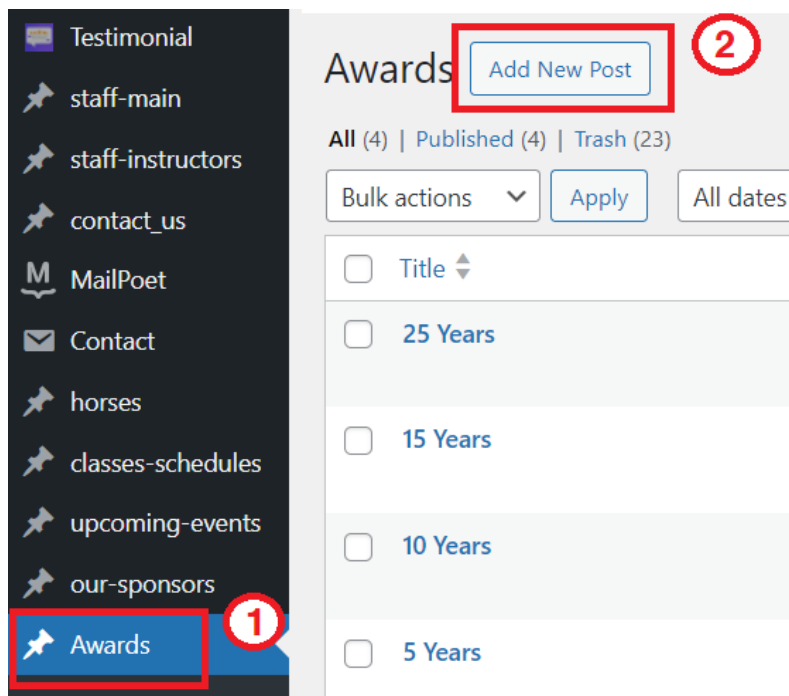 Testimonial
staff-main
staff-instructors
contact_us
M MailPoet
Contact
horses
classes-schedules
upcoming-events
our-sponsors
Awards
1
Awards Add New Post
2
All (4) | Published (4) | Trash (23)
Bulk actions Apply All dates
Title
25 Years
15 Years
10 Years
5 Years